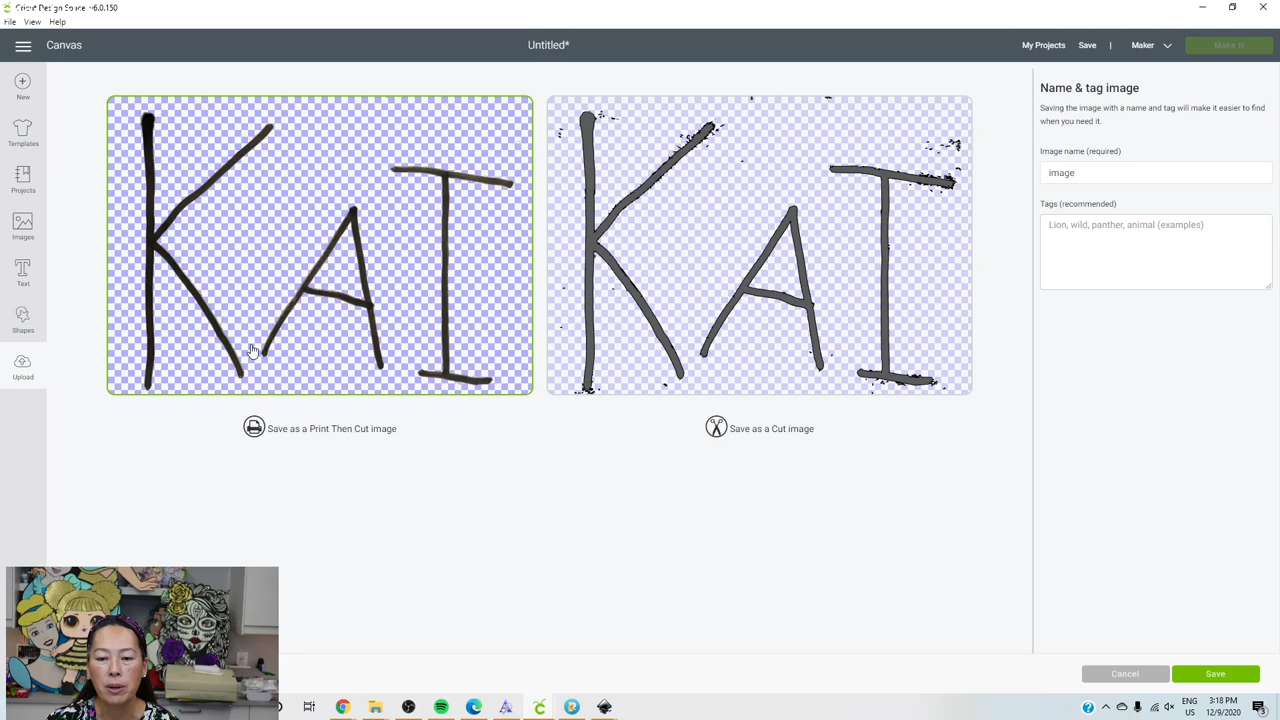 Cricut Design Space v6.0.150
File View Help
Canvas
Untitled*
My Projects Save | Maker Make It
New
Templates
Projects
Images
Text
Shapes
Upload
KAI
KAI
Save as a Print Then Cut image
Save as a Cut image
Name & tag image
Saving the image with a name and tag will make it easier to find
when you need it.
Image name (required)
image
Tags (recommended)
Lion, wild, panther, animal (examples)
Cancel Save
ENG
US
3:18 PM
12/9/2020
3